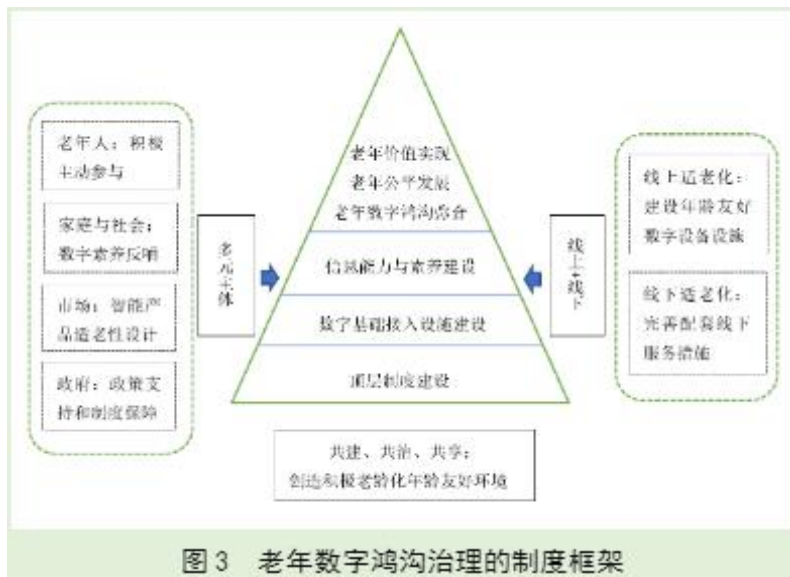 老年人：积极
主动参与
家庭与社会：
数字素养反哺
市场：智能产
品适老性设计
政府：政策支
持和制度保障
多元主体
老年价值实现
老年公平发展
老年数字鸿沟弥合
信息能力与素养建设
数字基础接入设施建设
顶层制度建设
线上+线下
线上适老化：
建设年龄友好
数字设备设施
线下适老化：
完善配套线下
服务措施
共建、共治、共享；
创造积极老龄化年龄友好环境
图3 老年数字鸿沟治理的制度框架